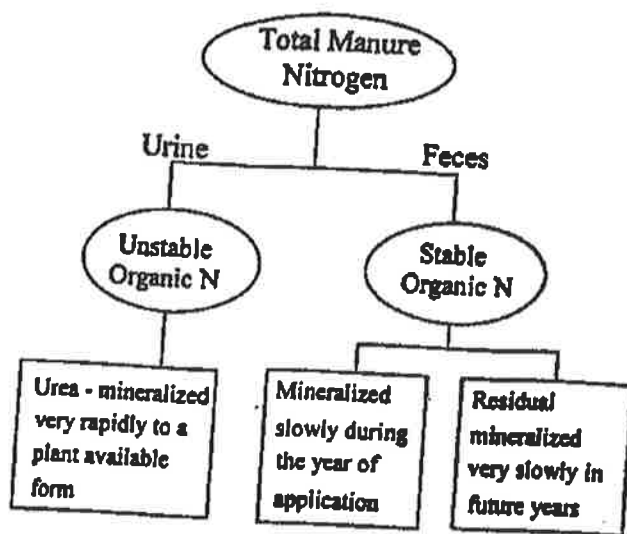 Total Manure
Nitrogen
Urine
Feces
Unstable
Organic N
Stable
Organic N
Urea - mineralized
very rapidly to a
plant available
form
Mineralized
slowly during
the year of
application
Residual
mineralized
very slowly in
future years